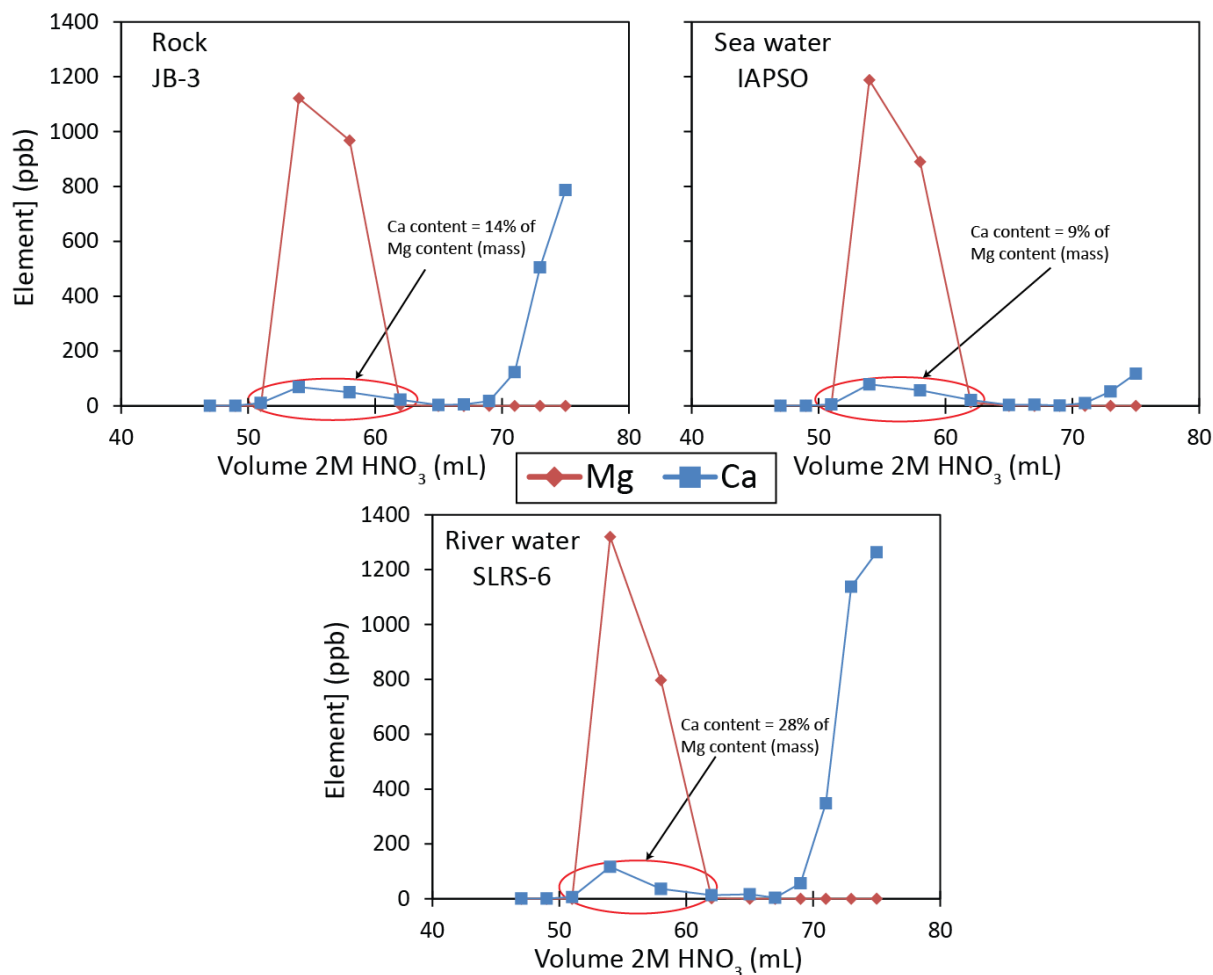 Rock
JB-3
Element] (ppb)
1400
1200
1000
800
600
400
200
0
Ca content = 14% of
Mg content (mass)
40
50
60
70
80
Volume 2M HNO₃ (mL)
Sea water
IAPSO
Ca content = 9% of
Mg content (mass)
40
50
60
70
80
Volume 2M HNO₃ (mL)
Mg
Ca
River water
SLRS-6
Element] (ppb)
1400
1200
1000
800
600
400
200
0
Ca content = 28% of
Mg content (mass)
40
50
60
70
80
Volume 2M HNO₃ (mL)